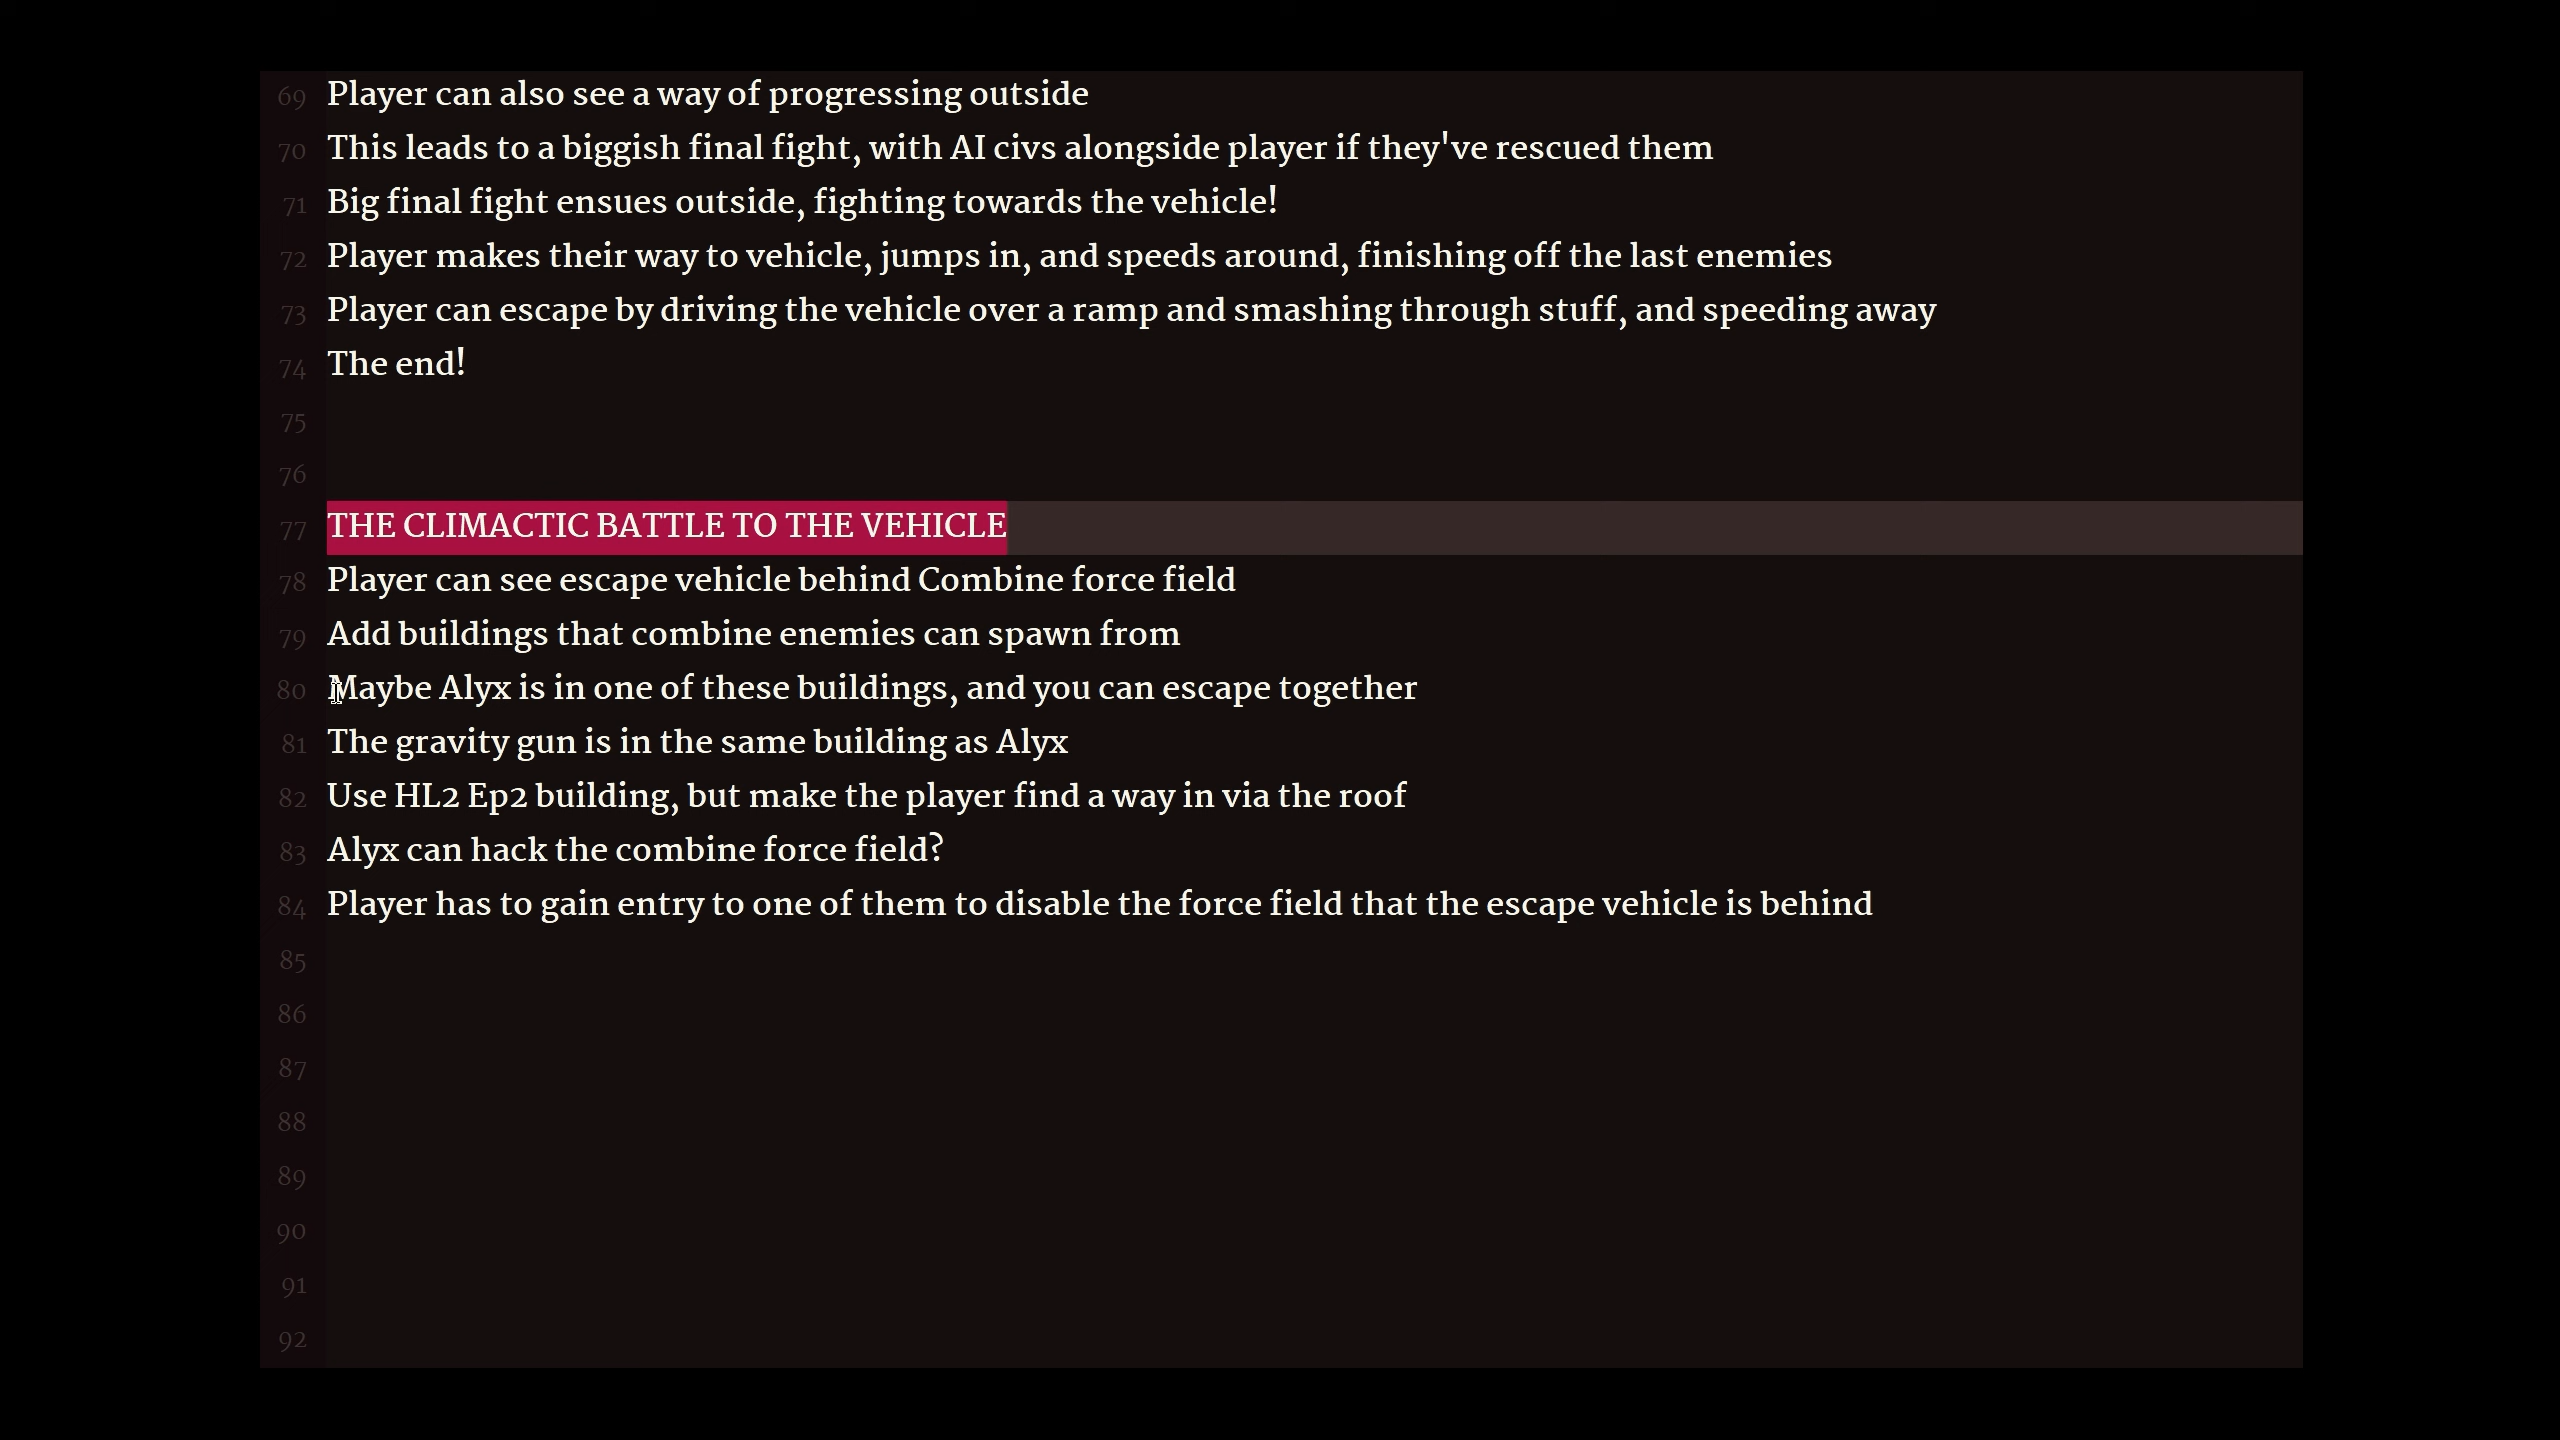 69 Player can also see a way of progressing outside
70 This leads to a biggish final fight, with AI civs alongside player if they've rescued them
71 Big final fight ensues outside, fighting towards the vehicle!
72 Player makes their way to vehicle, jumps in, and speeds around, finishing off the last enemies
73 Player can escape by driving the vehicle over a ramp and smashing through stuff, and speeding away
74 The end!
75
76
77 THE CLIMACTIC BATTLE TO THE VEHICLE
78 Player can see escape vehicle behind Combine force field
79 Add buildings that combine enemies can spawn from
80 Maybe Alyx is in one of these buildings, and you can escape together
81 The gravity gun is in the same building as Alyx
82 Use HL2 Ep2 building, but make the player find a way in via the roof
83 Alyx can hack the combine force field?
84 Player has to gain entry to one of them to disable the force field that the escape vehicle is behind
85
86
87
88
89
90
91
92